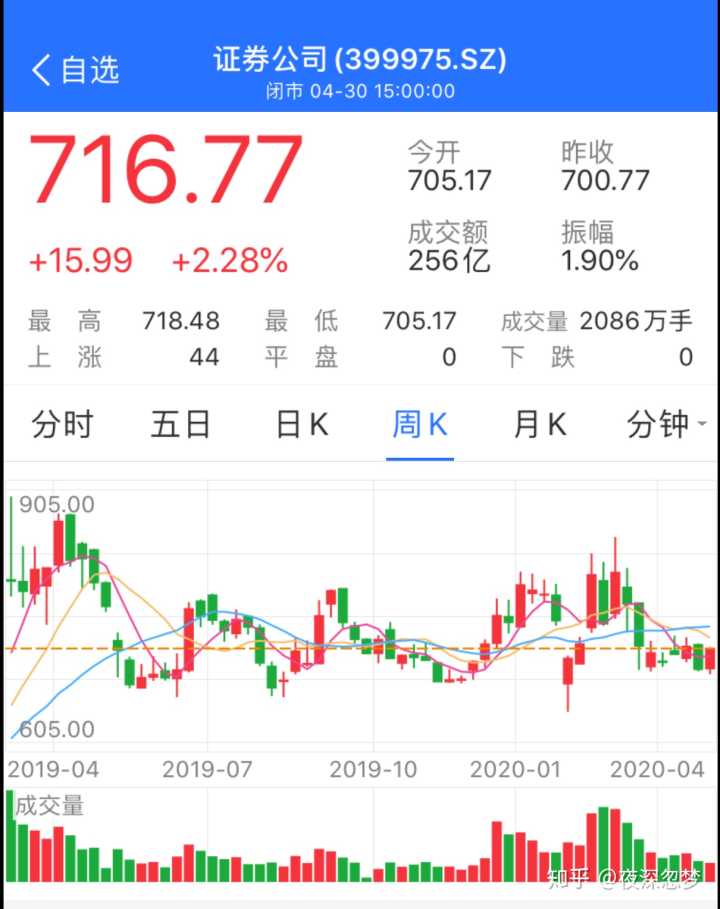 自选
证券公司(399975.SZ)
闭市 04-30 15:00:00
716.77
+15.99 +2.28%
今开 昨收
705.17 700.77
成交额 振幅
256亿 1.90%
最高 718.48 最低 705.17 成交量 2086万手
上涨 44 平盘 0 下跌 0
分时 五日 日K 周K 月K 分钟
905.00
605.00
2019-04 2019-07 2019-10 2020-01 2020-04
成交量
知乎 @夜深忽梦